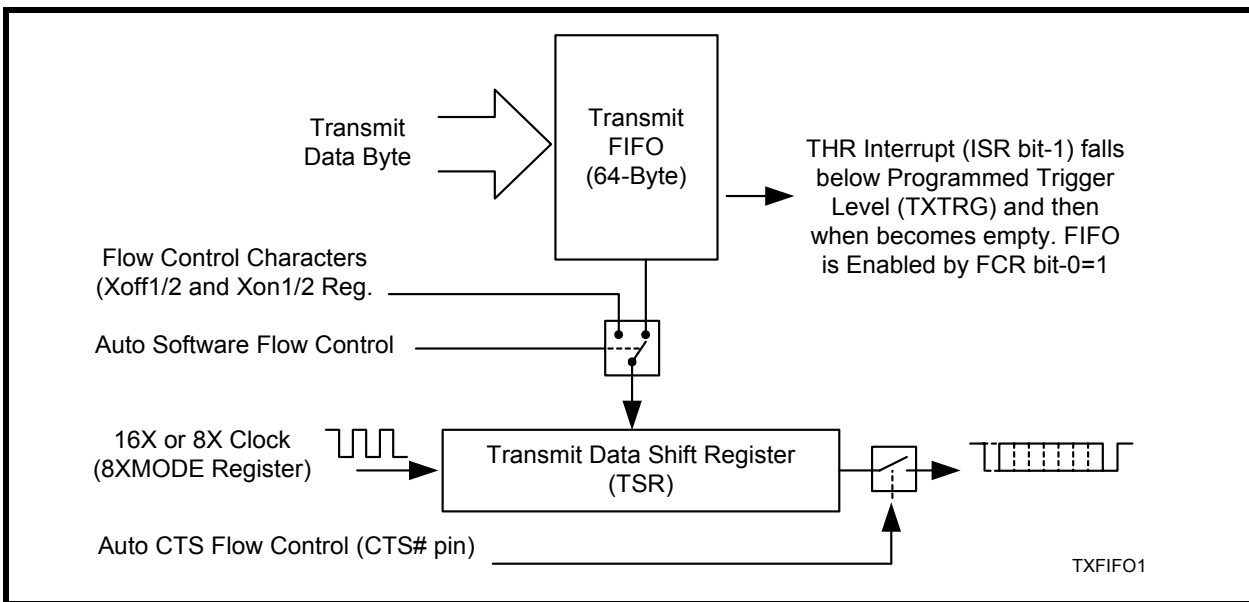 Transmit
Data Byte
Transmit
FIFO
(64-Byte)
THR Interrupt (ISR bit-1) falls
below Programmed Trigger
Level (TXTRG) and then
when becomes empty. FIFO
is Enabled by FCR bit-0=1
Flow Control Characters
(Xoff1/2 and Xon1/2 Reg.
Auto Software Flow Control
16X or 8X Clock
(8XMODE Register)
Transmit Data Shift Register
(TSR)
Auto CTS Flow Control (CTS# pin)
TXFIFO1